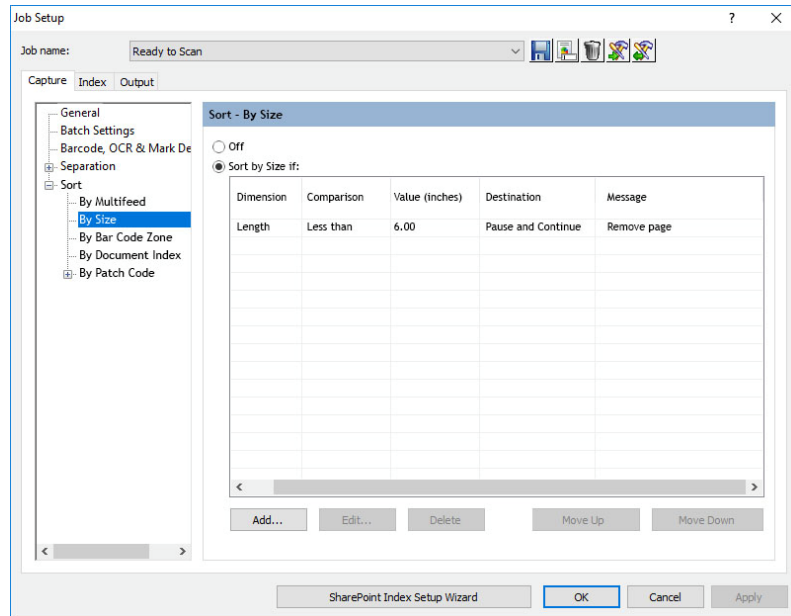 Job Setup
?
Job name: Ready to Scan
Capture Index Output
General
Batch Settings
Barcode, OCR & Mark De
Separation
Sort
By Multifeed
By Size
By Bar Code Zone
By Document Index
By Patch Code
Sort - By Size
Off
Sort by Size if:
Dimension Comparison Value (inches) Destination Message
Length Less than 6.00 Pause and Continue Remove page
Add... Edit... Delete Move Up Move Down
SharePoint Index Setup Wizard OK Cancel Apply